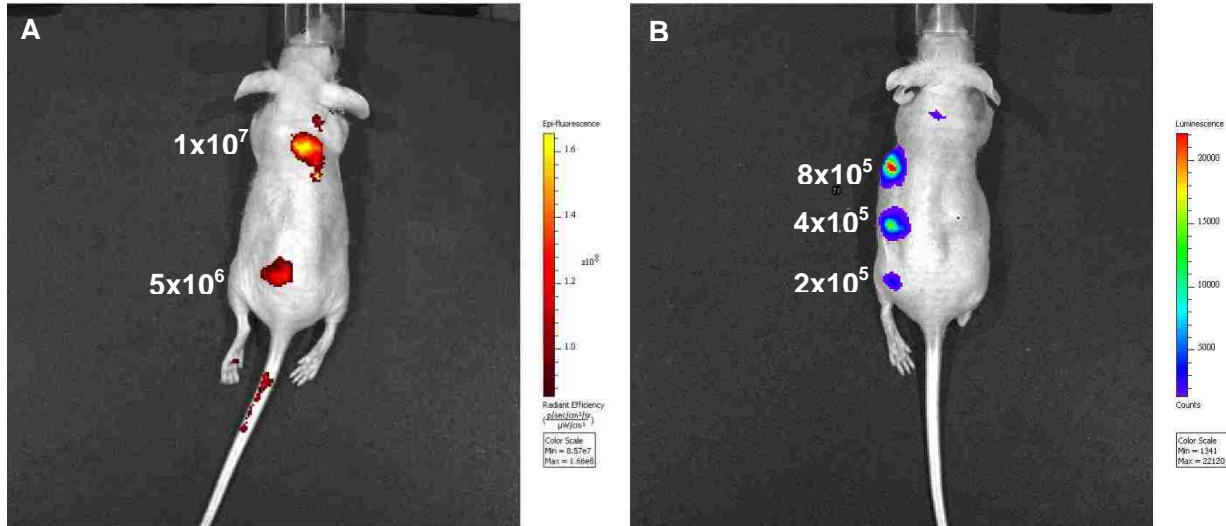 A
1x10⁷
5x10⁶
Epi-fluorescence
1.6
1.4
x10⁸
1.2
1.0
Radiant Efficiency
(p/sec/cm²/sr
μW/cm²)
Color Scale
Min = 8.57e7
Max = 1.66e8
B
8x10⁵
4x10⁵
2x10⁵
Luminescence
20000
15000
10000
5000
Counts
Color Scale
Min = 1341
Max = 22120